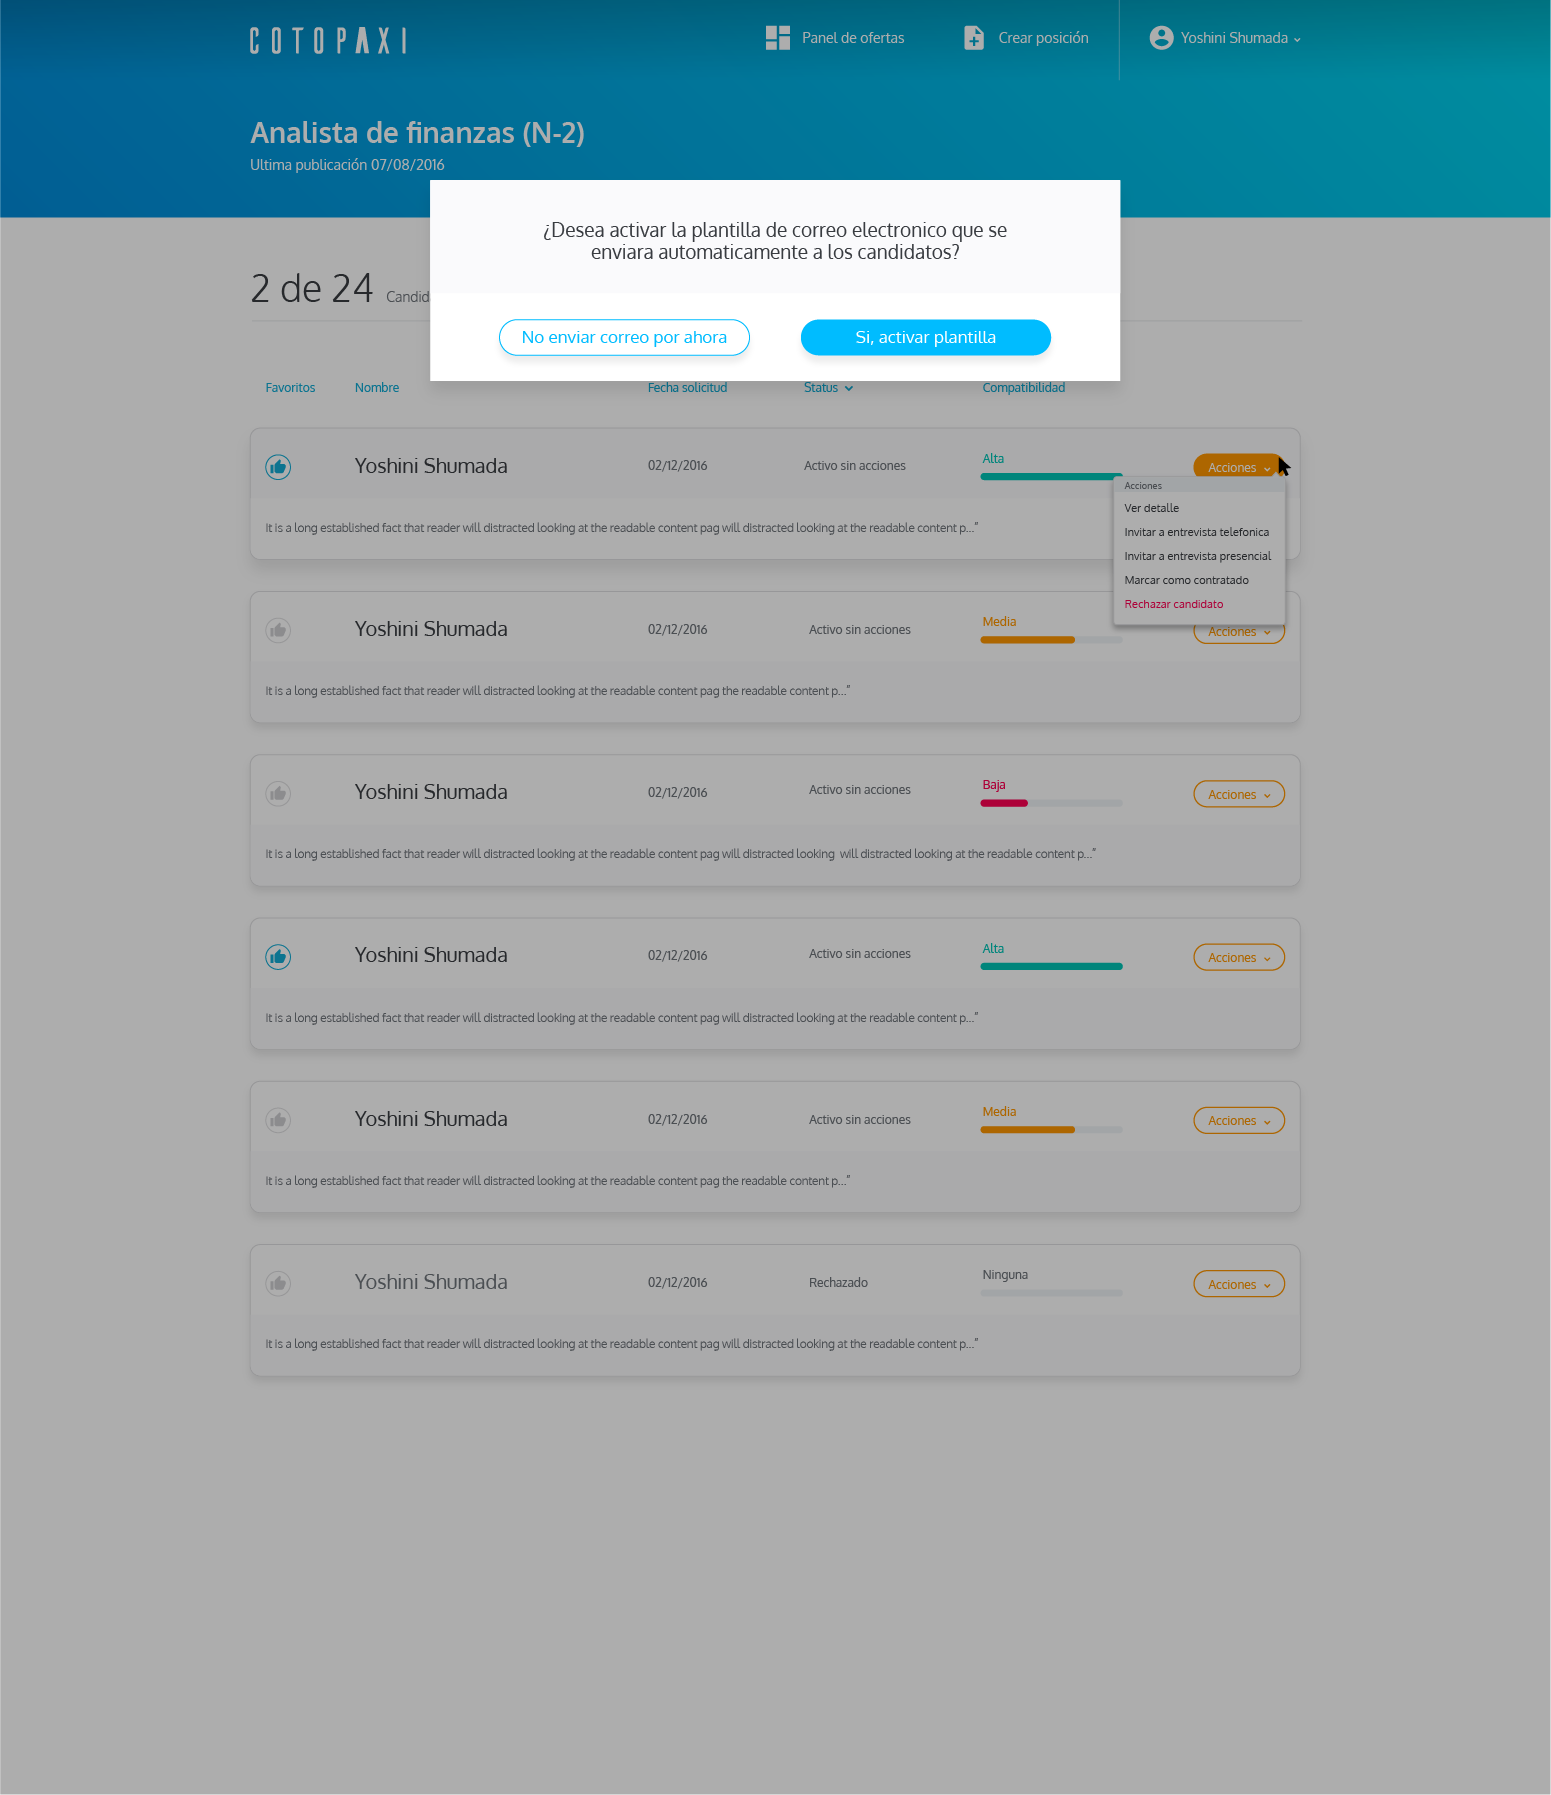 COTOPAXI
Panel de ofertas
Crear posición
Yoshini Shumada
Analista de finanzas (N-2)
Ultima publicación 07/08/2016
¿Desea activar la plantilla de correo electronico que se
enviara automaticamente a los candidatos?
No enviar correo por ahora
Si, activar plantilla
2 de 24 Candid
Favoritos Nombre Fecha solicitud Status Compatibilidad
Yoshini Shumada 02/12/2016 Activo sin acciones Alta Acciones
It is a long established fact that reader will distracted looking at the readable content pag will distracted looking at the readable content p..."
Acciones
Ver detalle
Invitar a entrevista telefonica
Invitar a entrevista presencial
Marcar como contratado
Rechazar candidato
Yoshini Shumada 02/12/2016 Activo sin acciones Media Acciones
It is a long established fact that reader will distracted looking at the readable content pag the readable content p..."
Yoshini Shumada 02/12/2016 Activo sin acciones Baja Acciones
It is a long established fact that reader will distracted looking at the readable content pag will distracted looking will distracted looking at the readable content p..."
Yoshini Shumada 02/12/2016 Activo sin acciones Alta Acciones
It is a long established fact that reader will distracted looking at the readable content pag will distracted looking at the readable content p..."
Yoshini Shumada 02/12/2016 Activo sin acciones Media Acciones
It is a long established fact that reader will distracted looking at the readable content pag the readable content p..."
Yoshini Shumada 02/12/2016 Rechazado Ninguna Acciones
It is a long established fact that reader will distracted looking at the readable content pag will distracted looking at the readable content p..."